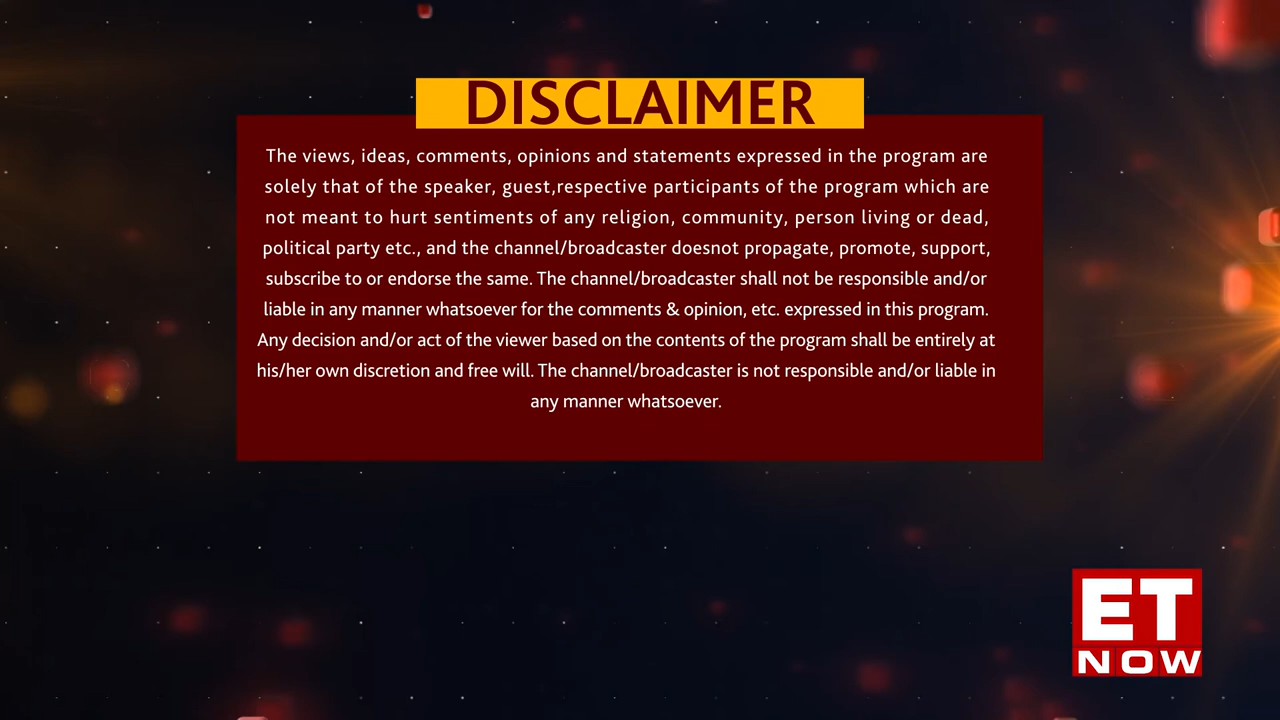 DISCLAIMER
The views, ideas, comments, opinions and statements expressed in the program are
solely that of the speaker, guest,respective participants of the program which are
not meant to hurt sentiments of any religion, community, person living or dead,
political party etc., and the channel/broadcaster doesnot propagate, promote, support,
subscribe to or endorse the same. The channel/broadcaster shall not be responsible and/or
liable in any manner whatsoever for the comments & opinion, etc. expressed in this program.
Any decision and/or act of the viewer based on the contents of the program shall be entirely at
his/her own discretion and free will. The channel/broadcaster is not responsible and/or liable in
any manner whatsoever.
ET
NOW